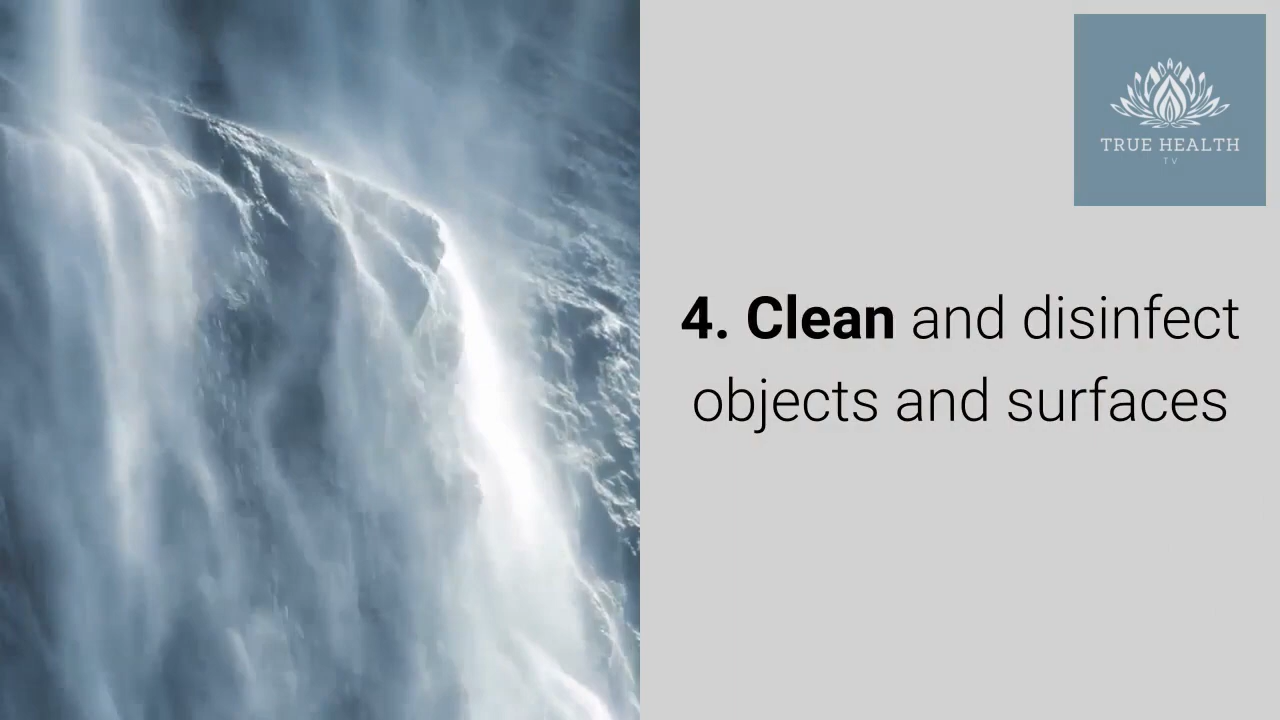 TRUE HEALTH
TV
4. Clean and disinfect
objects and surfaces